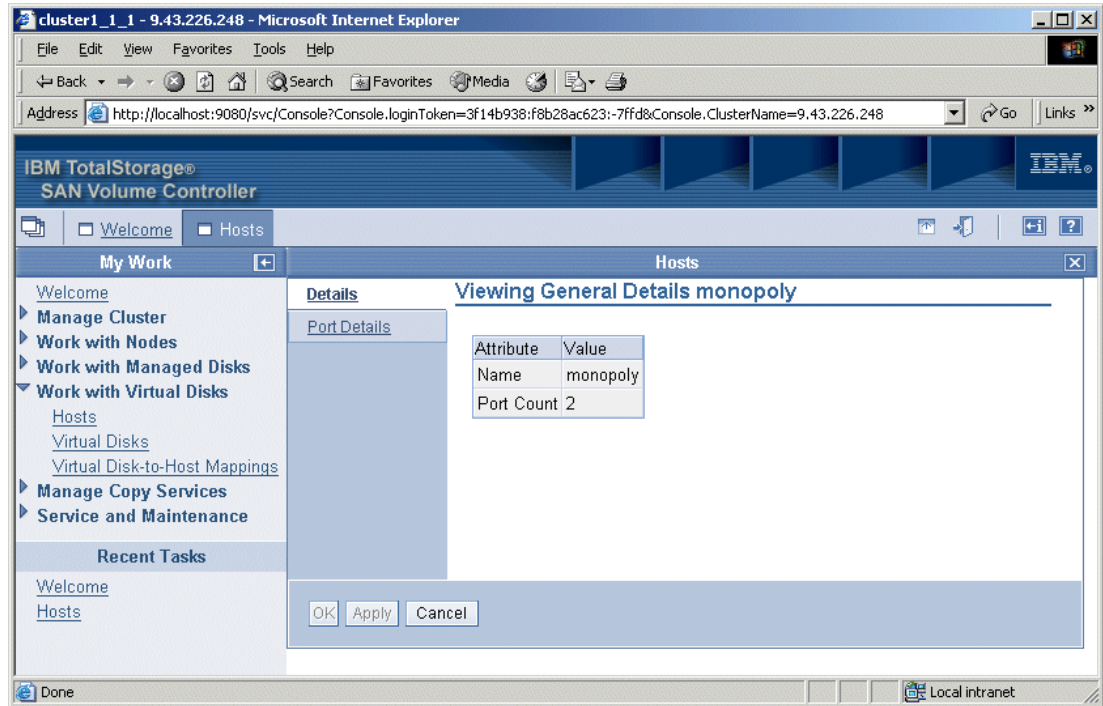 cluster1_1_1 - 9.43.226.248 - Microsoft Internet Explorer
File Edit View Favorites Tools Help
Back Search Favorites Media
Address http://localhost:9080/svc/Console?Console.loginToken=3f14b938:f8b28ac623:-7ffd&Console.ClusterName=9.43.226.248 Go Links »
IBM TotalStorage®
SAN Volume Controller
IBM®
Welcome Hosts
My Work
Hosts
Welcome
Manage Cluster
Work with Nodes
Work with Managed Disks
Work with Virtual Disks
Hosts
Virtual Disks
Virtual Disk-to-Host Mappings
Manage Copy Services
Service and Maintenance
Recent Tasks
Welcome
Hosts
Details
Port Details
Viewing General Details monopoly
Attribute Value
Name monopoly
Port Count 2
OK Apply Cancel
Done Local intranet